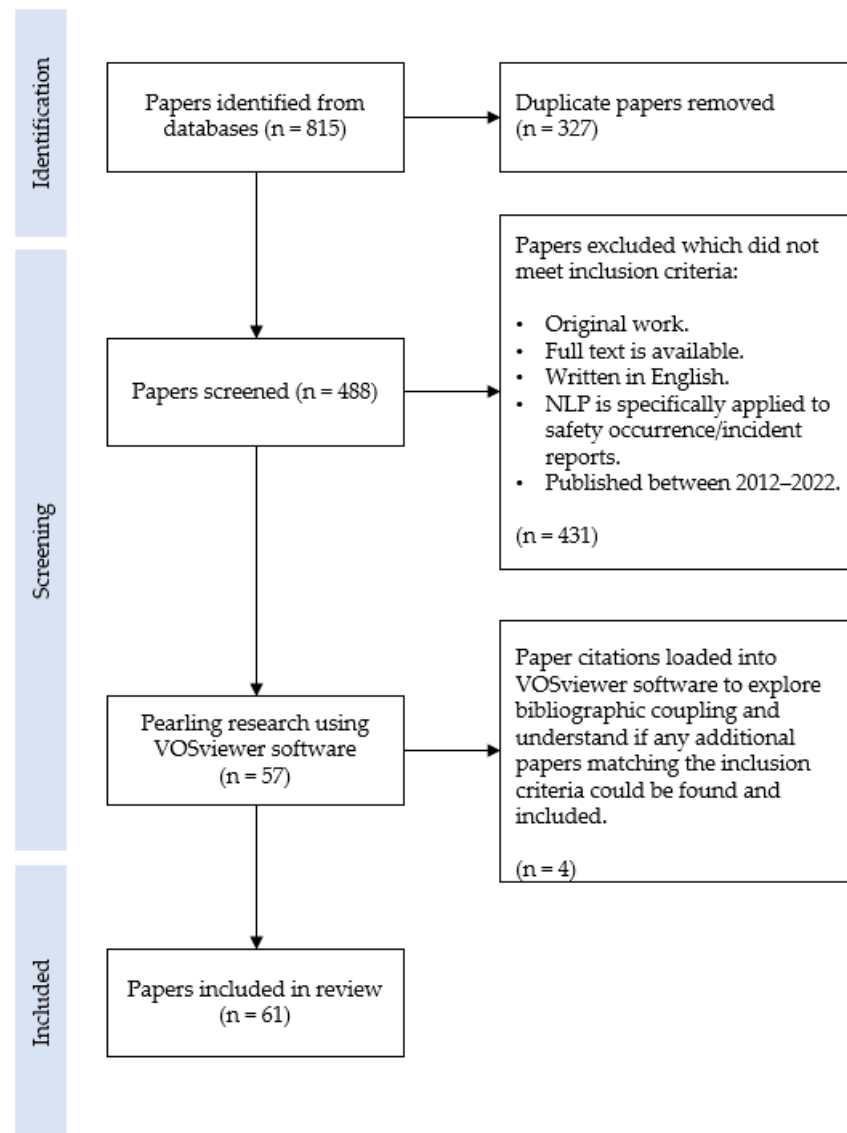 Identification
Papers identified from
databases (n = 815)
Duplicate papers removed
(n = 327)
Screening
Papers screened (n = 488)
Papers excluded which did not
meet inclusion criteria:
• Original work.
• Full text is available.
• Written in English.
• NLP is specifically applied to
safety occurrence/incident
reports.
• Published between 2012–2022.
(n = 431)
Pearling research using
VOSviewer software
(n = 57)
Paper citations loaded into
VOSviewer software to explore
bibliographic coupling and
understand if any additional
papers matching the inclusion
criteria could be found and
included.
(n = 4)
Included
Papers included in review
(n = 61)